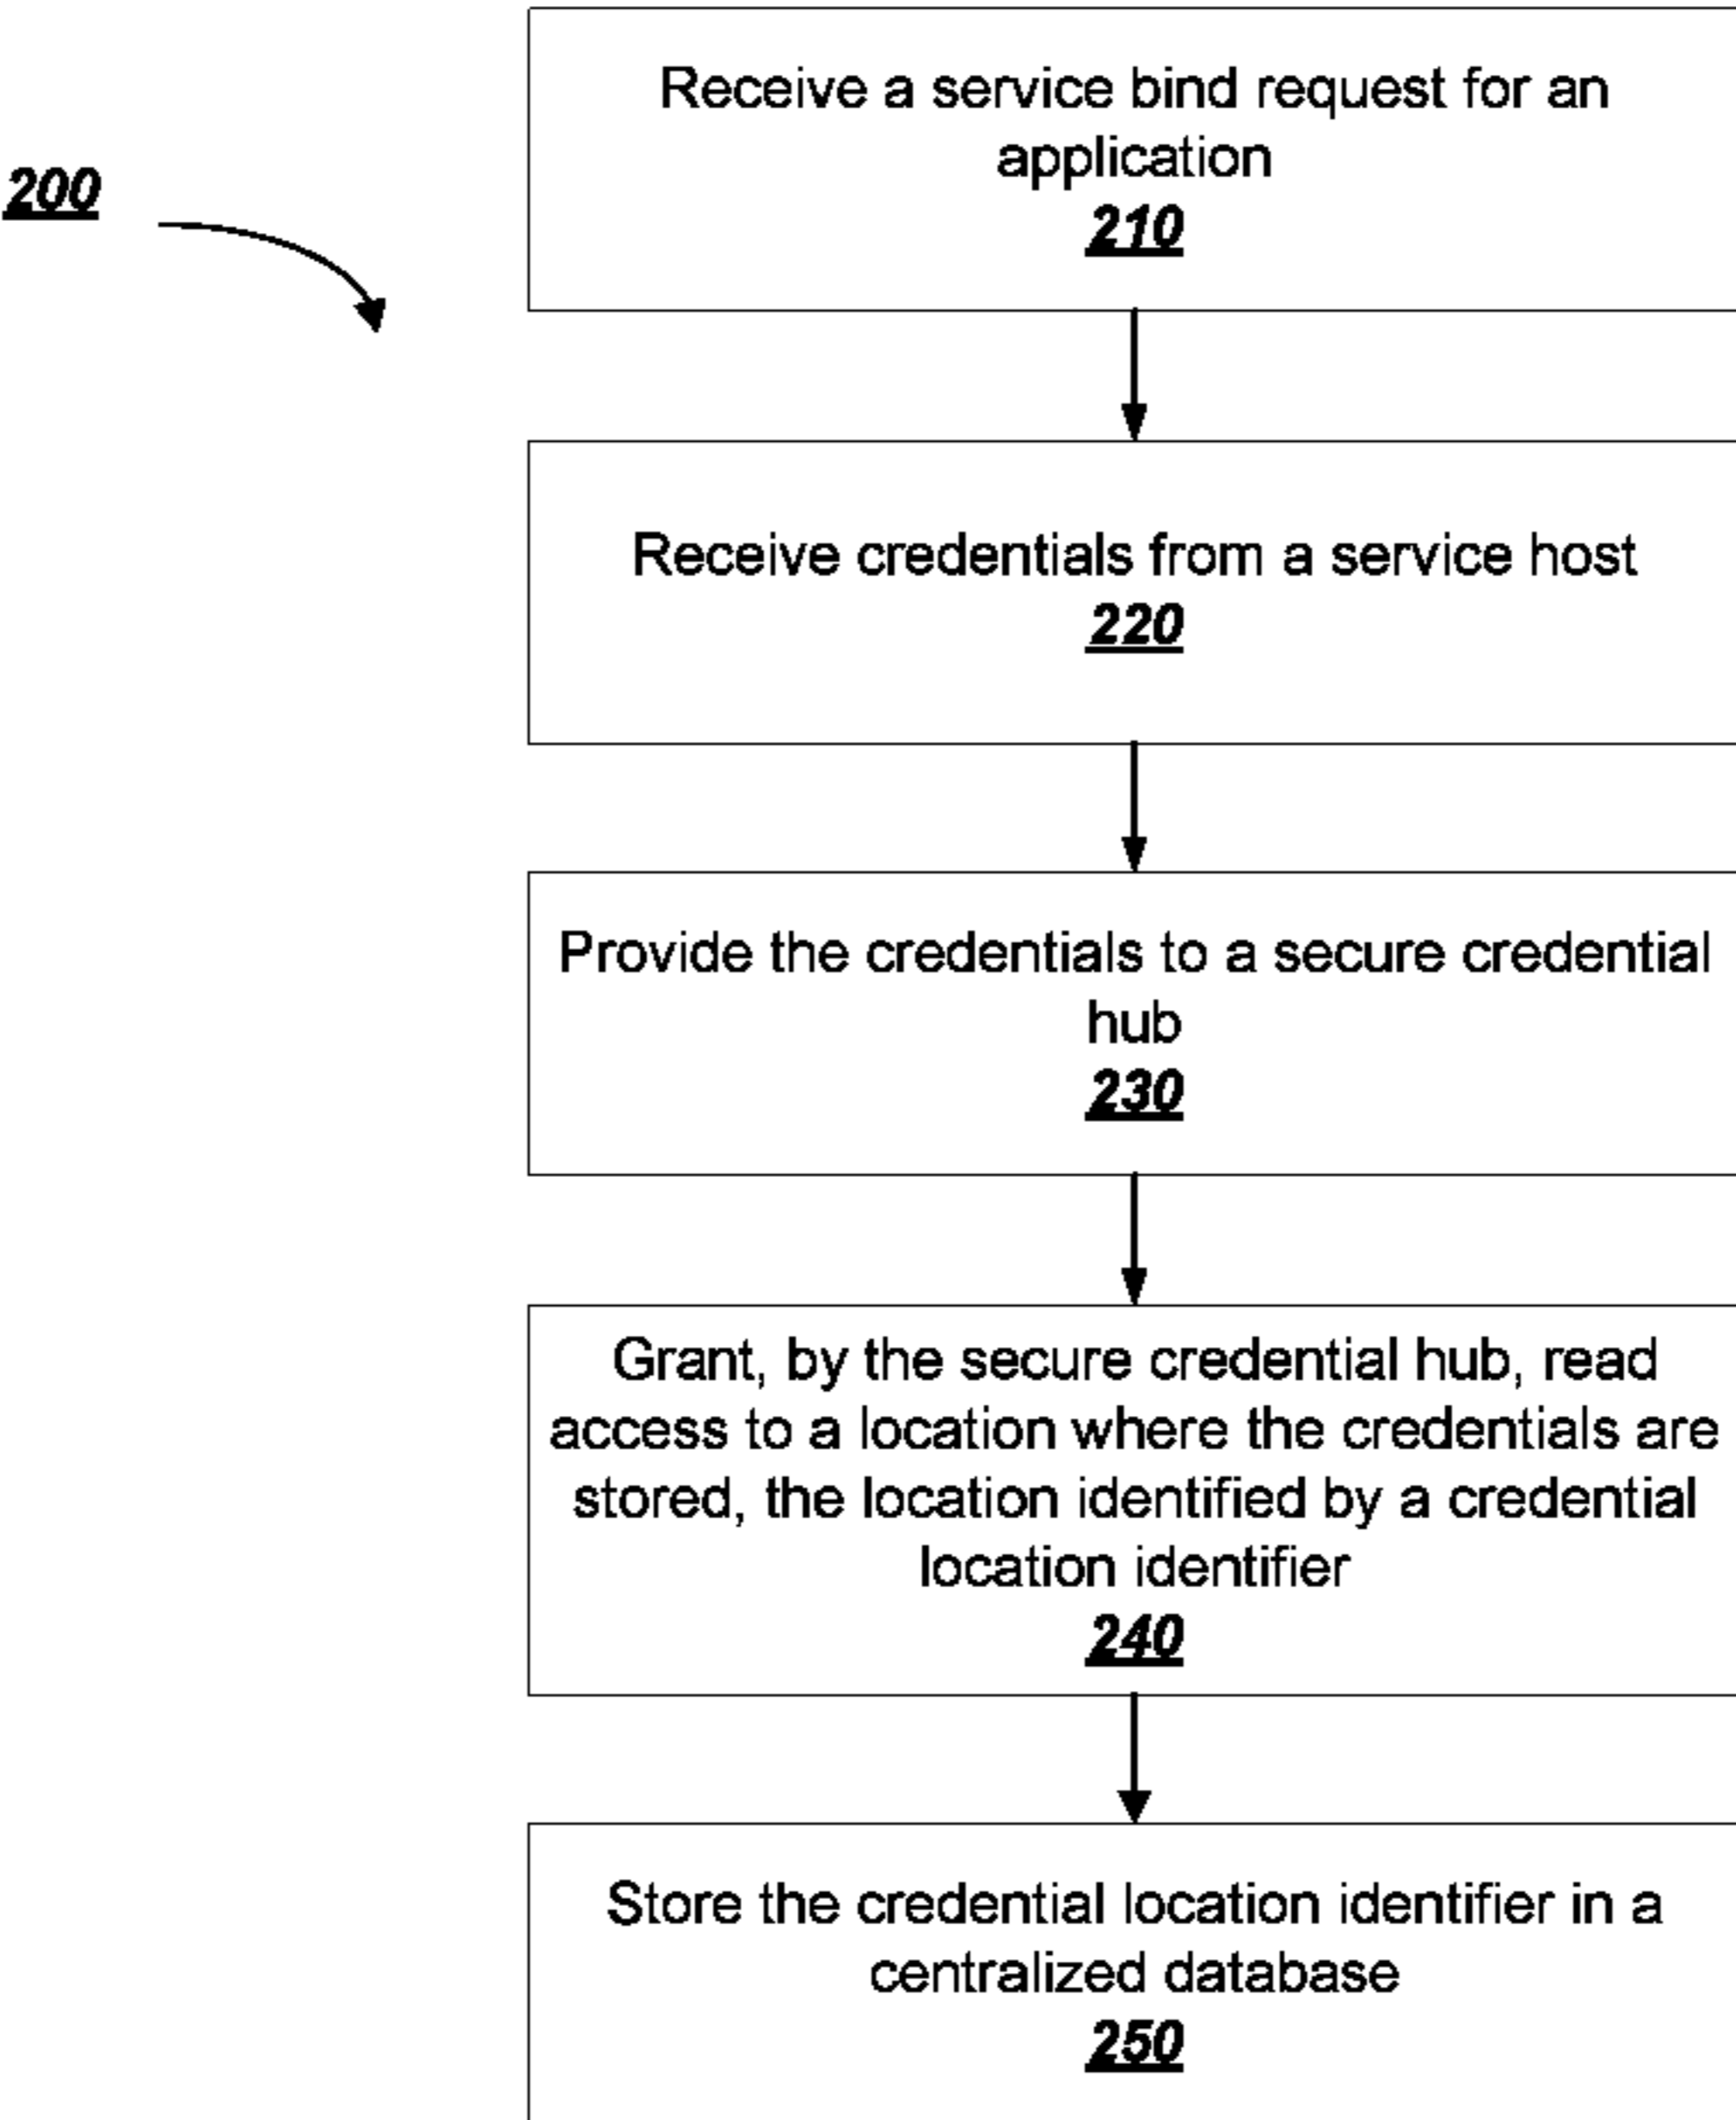 200
Receive a service bind request for an
application
210
Receive credentials from a service host
220
Provide the credentials to a secure credential
hub
230
Grant, by the secure credential hub, read
access to a location where the credentials are
stored, the location identified by a credential
location identifier
240
Store the credential location identifier in a
centralized database
250